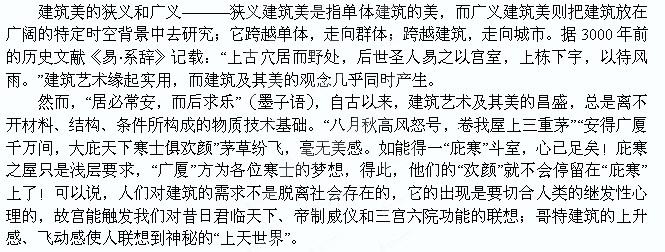 建筑美的狭义和广义———狭义建筑美是指单体建筑的美，而广义建筑美则把建筑放在
广阔的特定时空背景中去研究；它跨越单体，走向群体；跨越建筑，走向城市。据 3000 年前
的历史文献《易·系辞》记载：“上古穴居而野处，后世圣人易之以宫室，上栋下宇，以待风
雨。”建筑艺术缘起实用，而建筑及其美的观念几乎同时产生。
然而，“居必常安，而后求乐”（墨子语），自古以来，建筑艺术及其美的昌盛，总是离不
开材料、结构、条件所构成的物质技术基础。“八月秋高风怒号，卷我屋上三重茅”“安得广厦
千万间，大庇天下寒士俱欢颜”茅草纷飞，毫无美感。如能得一“庇寒”斗室，心已足矣！庇寒
之屋只是浅层要求，“广厦”方为各位寒士的梦想，得此，他们的“欢颜”就不会停留在“庇寒”
上了！可以说，人们对建筑的需求不是脱离社会存在的，它的出现是要切合人类的继发性心
理的，故宫能触发我们对昔日君临天下、帝制威仪和三宫六院功能的联想；哥特建筑的上升
感、飞动感使人联想到神秘的“上天世界”。